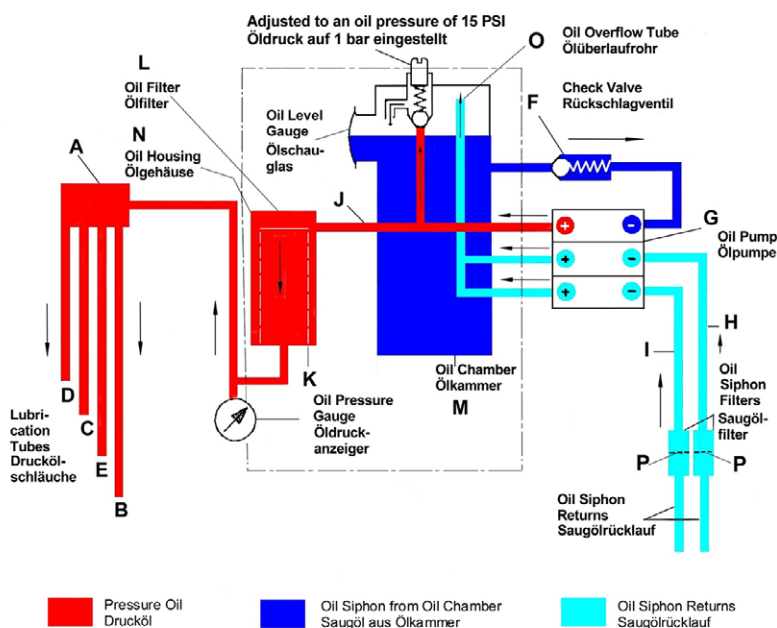 Adjusted to an oil pressure of 15 PSI
Öldruck auf 1 bar eingestellt
O
Oil Overflow Tube
Ölüberlaufrohr
L
Oil Filter
Ölfilter
F
Check Valve
Rückschlagventil
Oil Level
Gauge
Ölschau-
glas
N
Oil Housing
Ölgehäuse
A
J
G
Oil Pump
Ölpumpe
+
-
+
-
+
-
H
I
D
C
E
B
K
Oil Chamber
Ölkammer
M
Oil
Siphon
Filters
Saugöl-
filter
Lubri-
cation
Tubes
Drucköl-
schläuche
Oil Pressure
Gauge
Öldruck-
anzeiger
P
P
Oil Siphon
Returns
Saugölrücklauf
Pressure Oil
Drucköl
Oil Siphon from Oil Chamber
Saugöl aus Ölkammer
Oil Siphon Returns
Saugölrücklauf